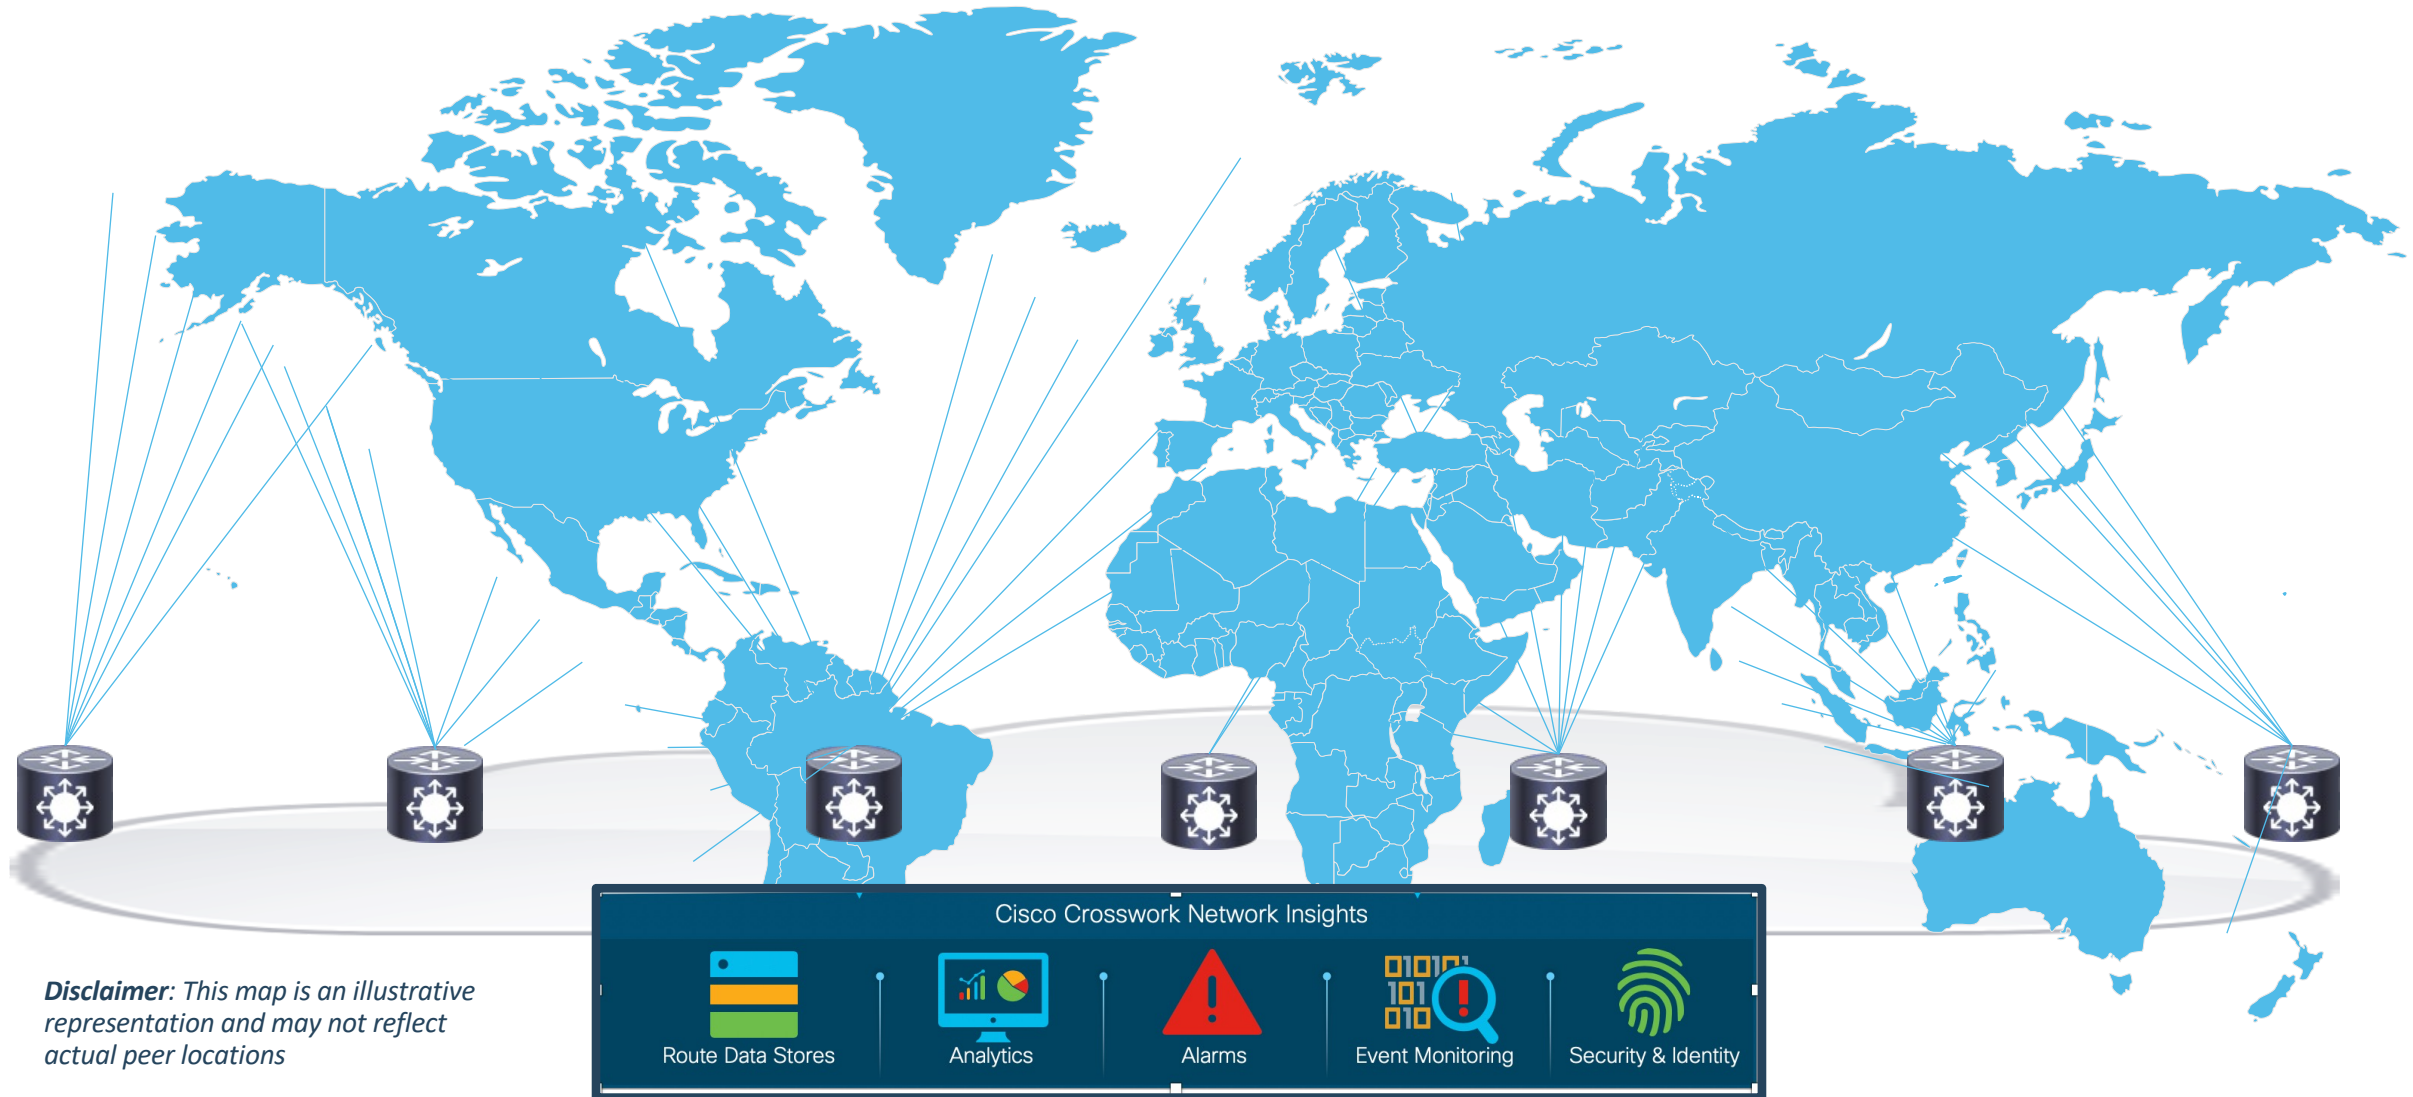 Cisco Crosswork Network Insights
Route Data Stores
Analytics
Alarms
Event Monitoring
Security & Identity
Disclaimer: This map is an illustrative
representation and may not reflect
actual peer locations